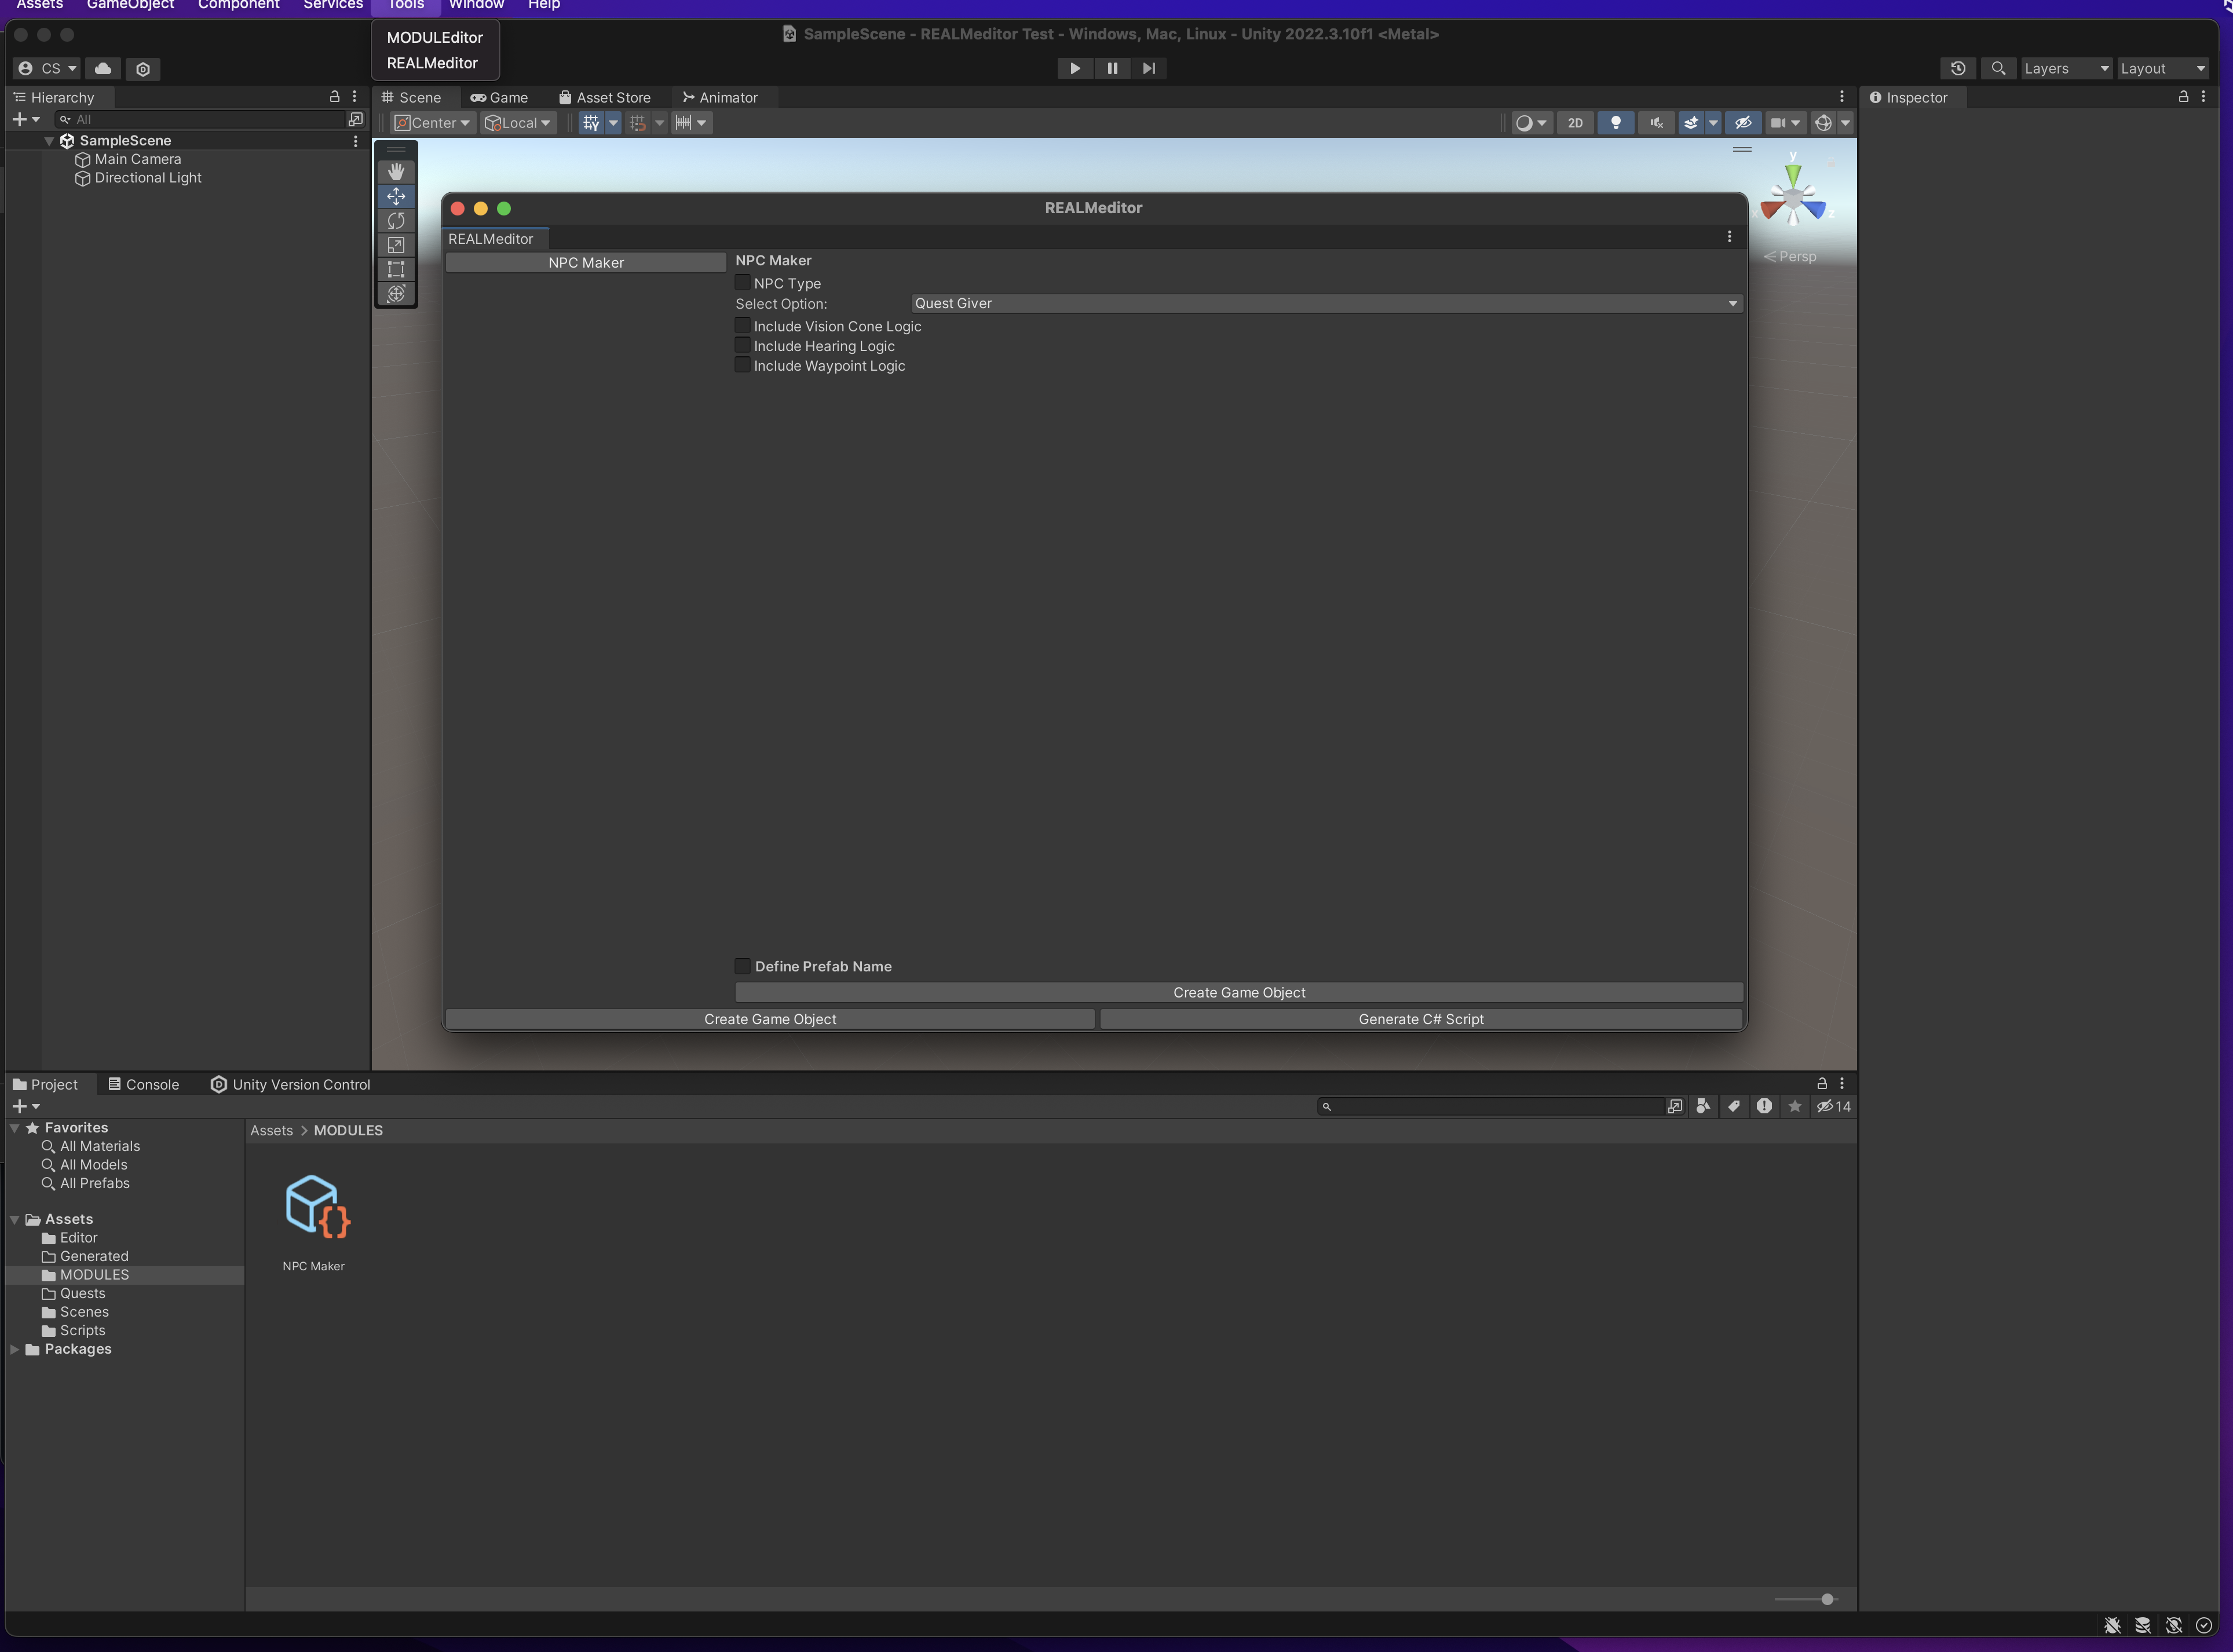 Assets GameObject Component Services Tools Window Help
MODULEditor
REALMeditor
SampleScene - REALMeditor Test - Windows, Mac, Linux - Unity 2022.3.10f1 <Metal>
CS
Layers Layout
Hierarchy
All
SampleScene
Main Camera
Directional Light
Scene Game Asset Store Animator
Center Local 2D
y
x z
Persp
Inspector
REALMeditor
REALMeditor
NPC Maker
NPC Maker
NPC Type
Select Option: Quest Giver
Include Vision Cone Logic
Include Hearing Logic
Include Waypoint Logic
Define Prefab Name
Create Game Object
Create Game Object Generate C# Script
Project Console Unity Version Control
14
Favorites
All Materials
All Models
All Prefabs
Assets
Editor
Generated
MODULES
Quests
Scenes
Scripts
Packages
Assets > MODULES
NPC Maker